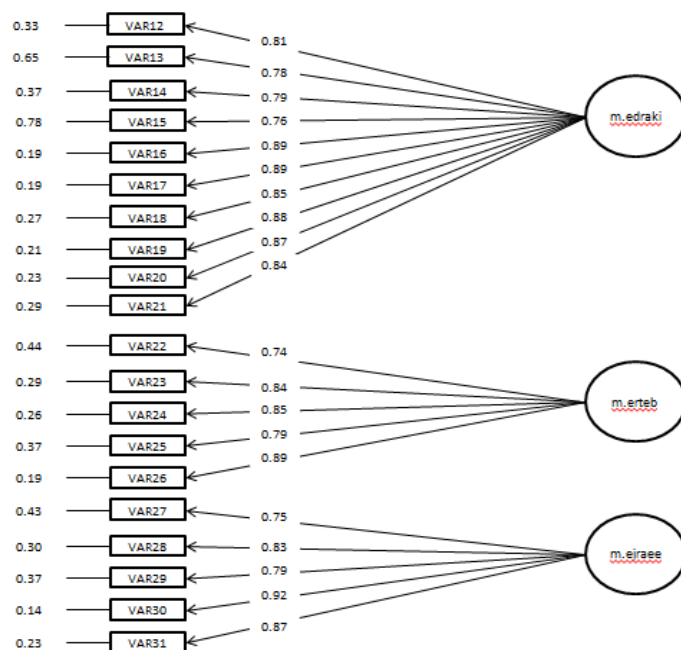 0.33 VAR12 0.81
0.65 VAR13 0.78
0.37 VAR14 0.79
0.78 VAR15 0.76
0.19 VAR16 0.89
0.19 VAR17 0.89
0.27 VAR18 0.85
0.21 VAR19 0.88
0.23 VAR20 0.87
0.29 VAR21 0.84
m.edraki
0.44 VAR22 0.74
0.29 VAR23 0.84
0.26 VAR24 0.85
0.37 VAR25 0.79
0.19 VAR26 0.89
m.erteb
0.43 VAR27 0.75
0.30 VAR28 0.83
0.37 VAR29 0.79
0.14 VAR30 0.92
0.23 VAR31 0.87
m.ejraee